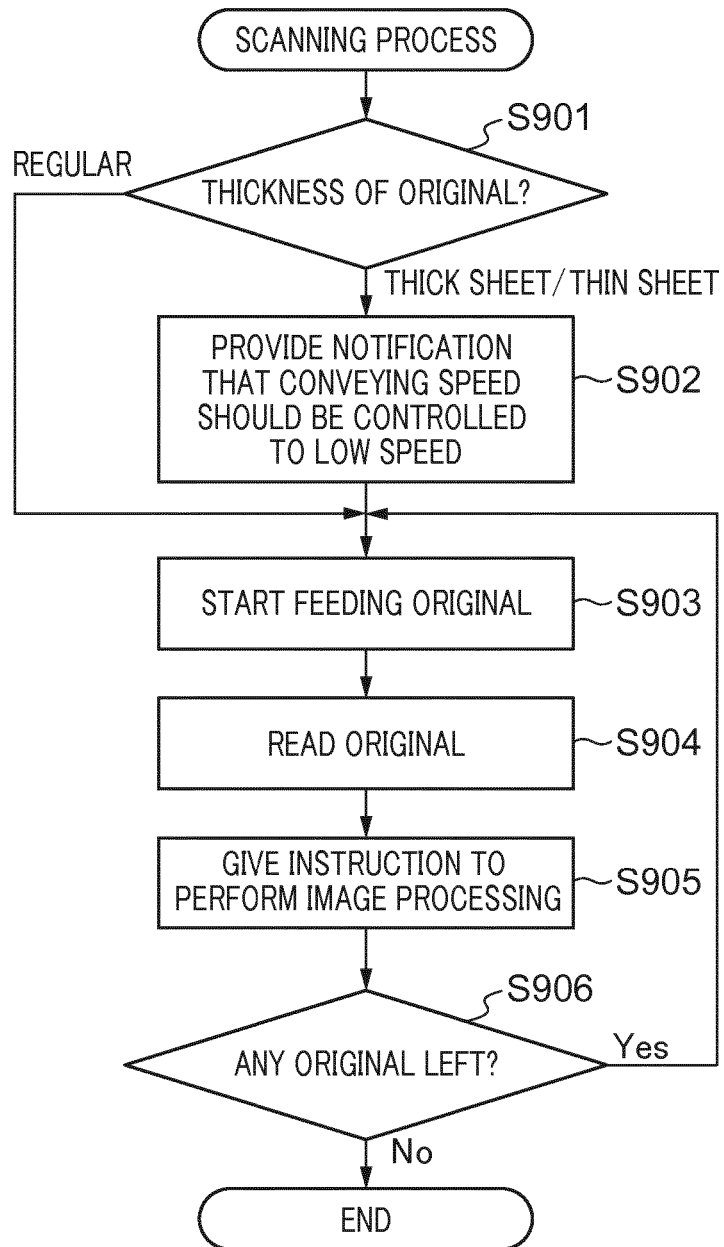 SCANNING PROCESS
S901
REGULAR
THICKNESS OF ORIGINAL?
THICK SHEET/THIN SHEET
PROVIDE NOTIFICATION
THAT CONVEYING SPEED
SHOULD BE CONTROLLED
TO LOW SPEED
S902
START FEEDING ORIGINAL
S903
READ ORIGINAL
S904
GIVE INSTRUCTION TO
PERFORM IMAGE PROCESSING
S905
S906
ANY ORIGINAL LEFT?
Yes
No
END